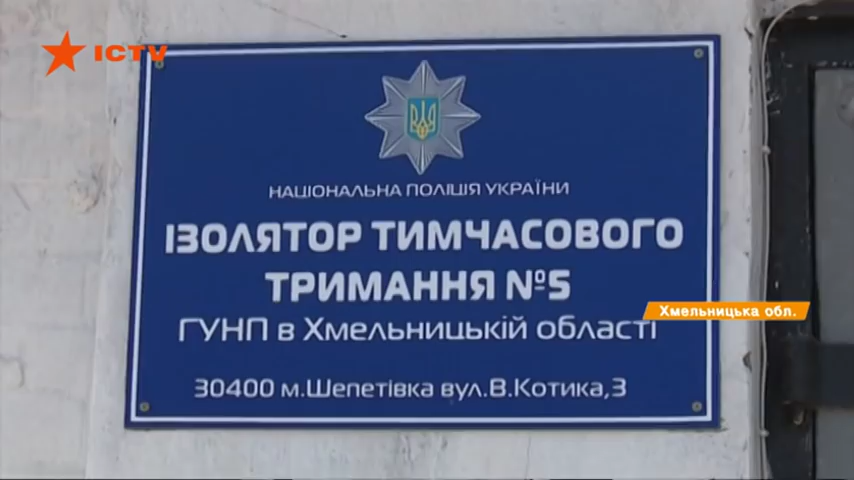 ICTV
НАЦІОНАЛЬНА ПОЛІЦІЯ УКРАЇНИ
ІЗОЛЯТОР ТИМЧАСОВОГО
ТРИМАННЯ №5
ГУНП в Хмельницькій області
Хмельницька обл.
30400 м.Шепетівка вул.В.Котика,3